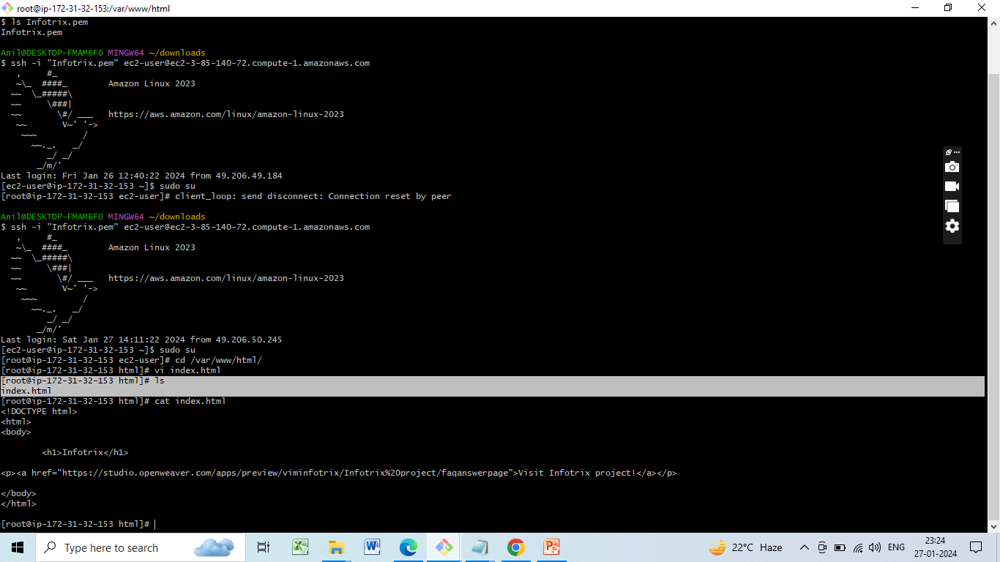 root@ip-172-31-32-153:/var/www/html
$ ls Infotrix.pem
Infotrix.pem
Anil@DESKTOP-FMAM6FO MINGW64 ~/downloads
$ ssh -i "Infotrix.pem" ec2-user@ec2-3-85-140-72.compute-1.amazonaws.com
   ,     #_
   ~\_  ####_        Amazon Linux 2023
  ~~  \_#####\
  ~~     \###|
  ~~       \#/ ___   https://aws.amazon.com/linux/amazon-linux-2023
   ~~       V~' '->
    ~~~         /
      ~~._.   _/
         _/ _/
       _/m/'
Last login: Fri Jan 26 12:40:22 2024 from 49.206.49.184
[ec2-user@ip-172-31-32-153 ~]$ sudo su
[root@ip-172-31-32-153 ec2-user]# client_loop: send disconnect: Connection reset by peer
Anil@DESKTOP-FMAM6FO MINGW64 ~/downloads
$ ssh -i "Infotrix.pem" ec2-user@ec2-3-85-140-72.compute-1.amazonaws.com
   ,     #_
   ~\_  ####_        Amazon Linux 2023
  ~~  \_#####\
  ~~     \###|
  ~~       \#/ ___   https://aws.amazon.com/linux/amazon-linux-2023
   ~~       V~' '->
    ~~~         /
      ~~._.   _/
         _/ _/
       _/m/'
Last login: Sat Jan 27 14:11:22 2024 from 49.206.50.245
[ec2-user@ip-172-31-32-153 ~]$ sudo su
[root@ip-172-31-32-153 ec2-user]# cd /var/www/html/
[root@ip-172-31-32-153 html]# vi index.html
[root@ip-172-31-32-153 html]# ls
index.html
[root@ip-172-31-32-153 html]# cat index.html
<!DOCTYPE html>
<html>
<body>
        <h1>Infotrix</h1>
<p><a href="https://studio.openweaver.com/apps/preview/viminfotrix/Infotrix%20project/faqanswerpage">Visit Infotrix project!</a></p>
</body>
</html>
[root@ip-172-31-32-153 html]#
Type here to search
22°C Haze
ENG
23:24
27-01-2024